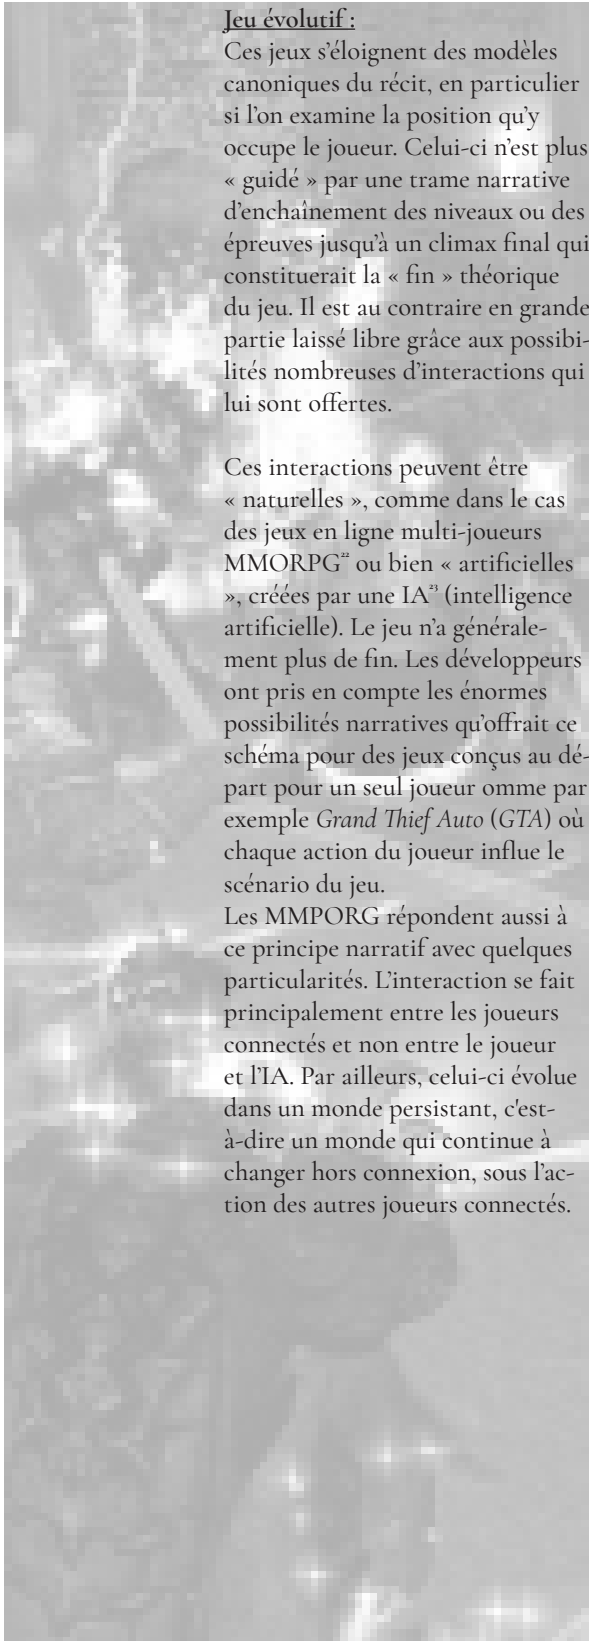 Jeu évolutif :
Ces jeux s’éloignent des modèles
canoniques du récit, en particulier
si l’on examine la position qu’y
occupe le joueur. Celui-ci n’est plus
« guidé » par une trame narrative
d’enchaînement des niveaux ou des
épreuves jusqu’à un climax final qui
constituerait la « fin » théorique
du jeu. Il est au contraire en grande
partie laissé libre grâce aux possibi-
lités nombreuses d’interactions qui
lui sont offertes.

Ces interactions peuvent être
« naturelles », comme dans le cas
des jeux en ligne multi-joueurs
MMORPG²² ou bien « artificielles
», créées par une IA²³ (intelligence
artificielle). Le jeu n’a générale-
ment plus de fin. Les développeurs
ont pris en compte les énormes
possibilités narratives qu’offrait ce
schéma pour des jeux conçus au dé-
part pour un seul joueur omme par
exemple Grand Thief Auto (GTA) où
chaque action du joueur influe le
scénario du jeu.
Les MMPORG répondent aussi à
ce principe narratif avec quelques
particularités. L’interaction se fait
principalement entre les joueurs
connectés et non entre le joueur
et l’IA. Par ailleurs, celui-ci évolue
dans un monde persistant, c'est-
à-dire un monde qui continue à
changer hors connexion, sous l’ac-
tion des autres joueurs connectés.